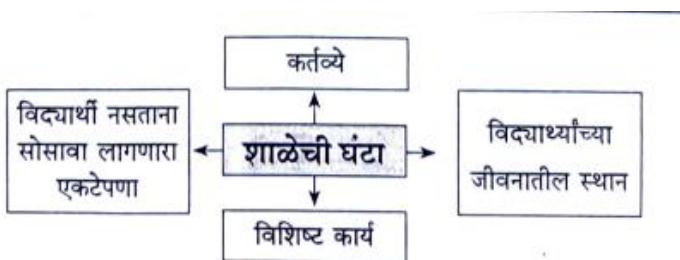 कर्तव्ये
विद्यार्थी नसताना
सोसावा लागणारा
एकटेपणा
शाळेची घंटा
विद्यार्थ्यांच्या
जीवनातील स्थान
विशिष्ट कार्य